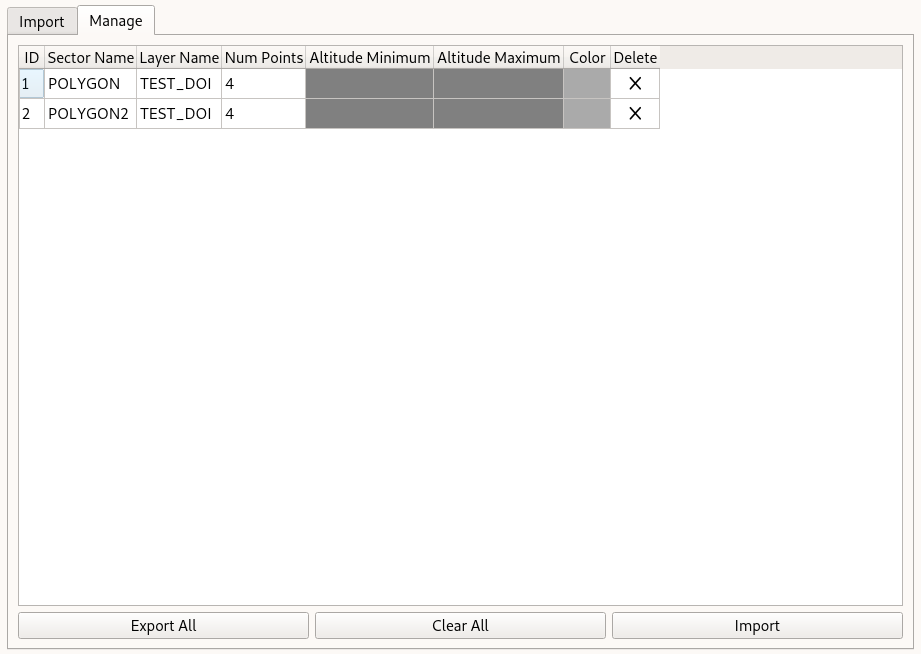 Import Manage
ID Sector Name Layer Name Num Points Altitude Minimum Altitude Maximum Color Delete
1 POLYGON TEST_DOI 4 X
2 POLYGON2 TEST_DOI 4 X
Export All Clear All Import